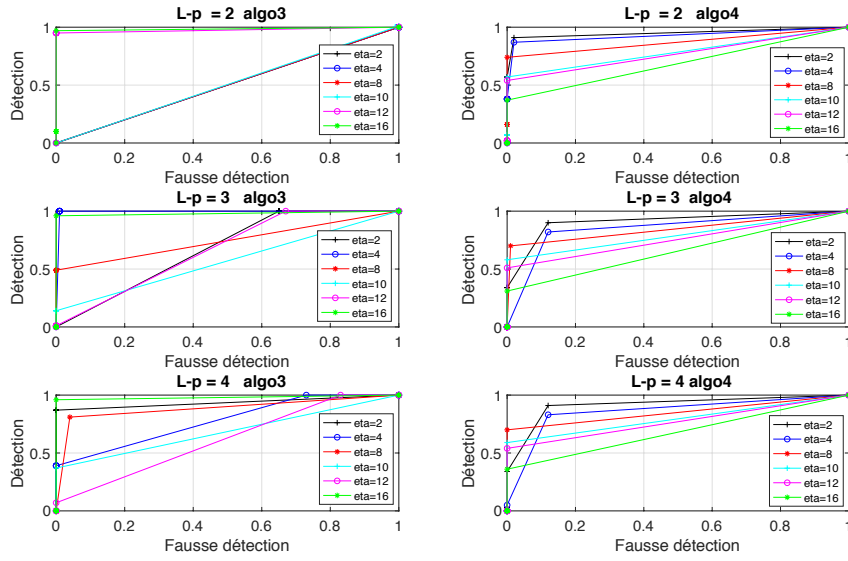 L-p = 2 algo3
Détection
1
0.5
0
0 0.2 0.4 0.6 0.8 1
Fausse détection
eta=2
eta=4
eta=8
eta=10
eta=12
eta=16
L-p = 2 algo4
Détection
1
0.5
0
0 0.2 0.4 0.6 0.8 1
Fausse détection
eta=2
eta=4
eta=8
eta=10
eta=12
eta=16
L-p = 3 algo3
Détection
1
0.5
0
0 0.2 0.4 0.6 0.8 1
Fausse détection
eta=2
eta=4
eta=8
eta=10
eta=12
eta=16
L-p = 3 algo4
Détection
1
0.5
0
0 0.2 0.4 0.6 0.8 1
Fausse détection
eta=2
eta=4
eta=8
eta=10
eta=12
eta=16
L-p = 4 algo3
Détection
1
0.5
0
0 0.2 0.4 0.6 0.8 1
Fausse détection
eta=2
eta=4
eta=8
eta=10
eta=12
eta=16
L-p = 4 algo4
Détection
1
0.5
0
0 0.2 0.4 0.6 0.8 1
Fausse détection
eta=2
eta=4
eta=8
eta=10
eta=12
eta=16